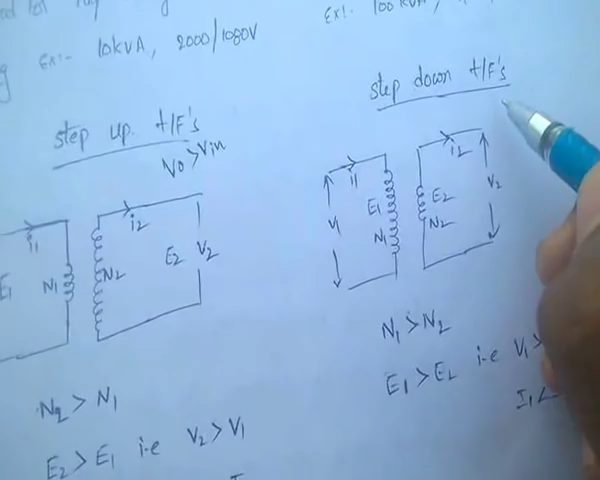 Ex:- 10kVA, 2000/1080V
Ex:- 100 kVA,
step up t/F's
Vo > Vin
i1
E1
N1
N2
i2
E2
V2
N2 > N1
E2 > E1 i.e V2 > V1
step down t/F's
i1
V1
E1
N1
i2
E2
N2
V2
N1 > N2
E1 > E2 i.e V1 >
I1 <